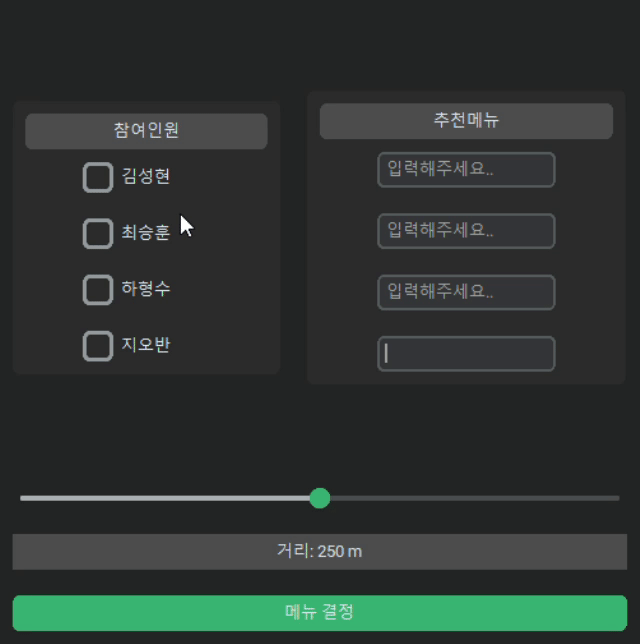 참여인원
김성현
최승훈
하형수
지오반
추천메뉴
입력해주세요..
입력해주세요..
입력해주세요..
거리: 250 m
메뉴 결정